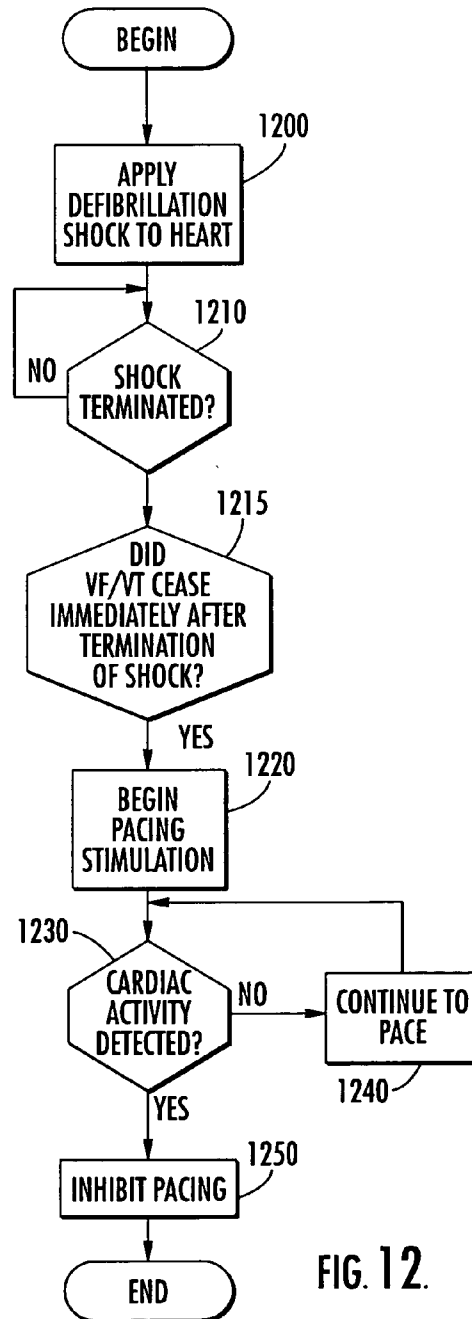 BEGIN
1200
APPLY
DEFIBRILLATION
SHOCK TO HEART
1210
NO
SHOCK
TERMINATED?
1215
DID
VF/VT CEASE
IMMEDIATELY AFTER
TERMINATION
OF SHOCK?
YES
1220
BEGIN
PACING
STIMULATION
1230
CARDIAC
ACTIVITY
DETECTED?
NO
CONTINUE TO
PACE
1240
YES
1250
INHIBIT PACING
END
FIG. 12.